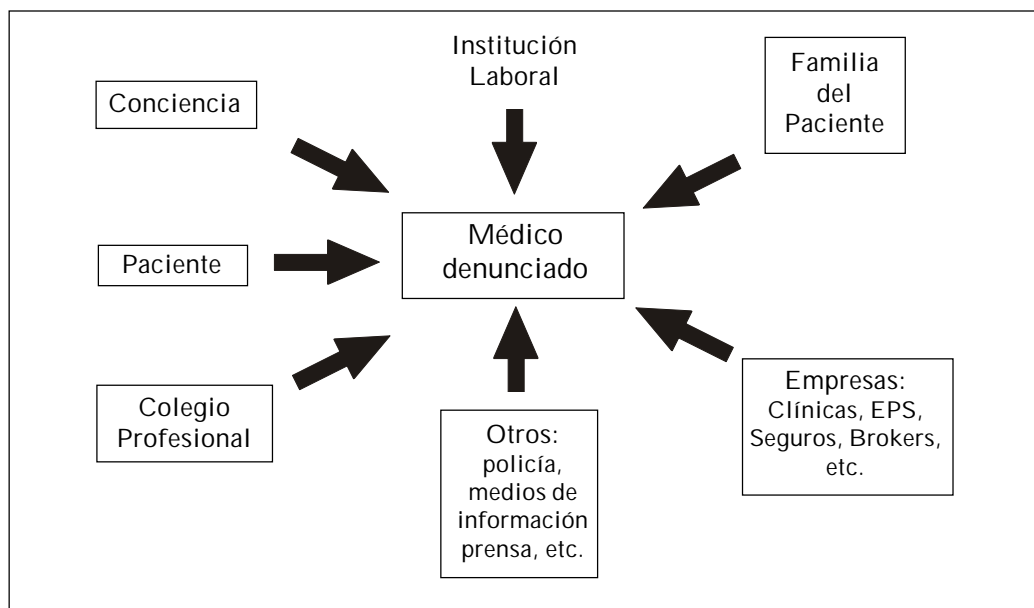 Institución
Laboral
Familia
del
Paciente
Conciencia
Médico
denunciado
Paciente
Colegio
Profesional
Otros:
policía,
medios de
información
prensa, etc.
Empresas:
Clínicas, EPS,
Seguros, Brokers,
etc.